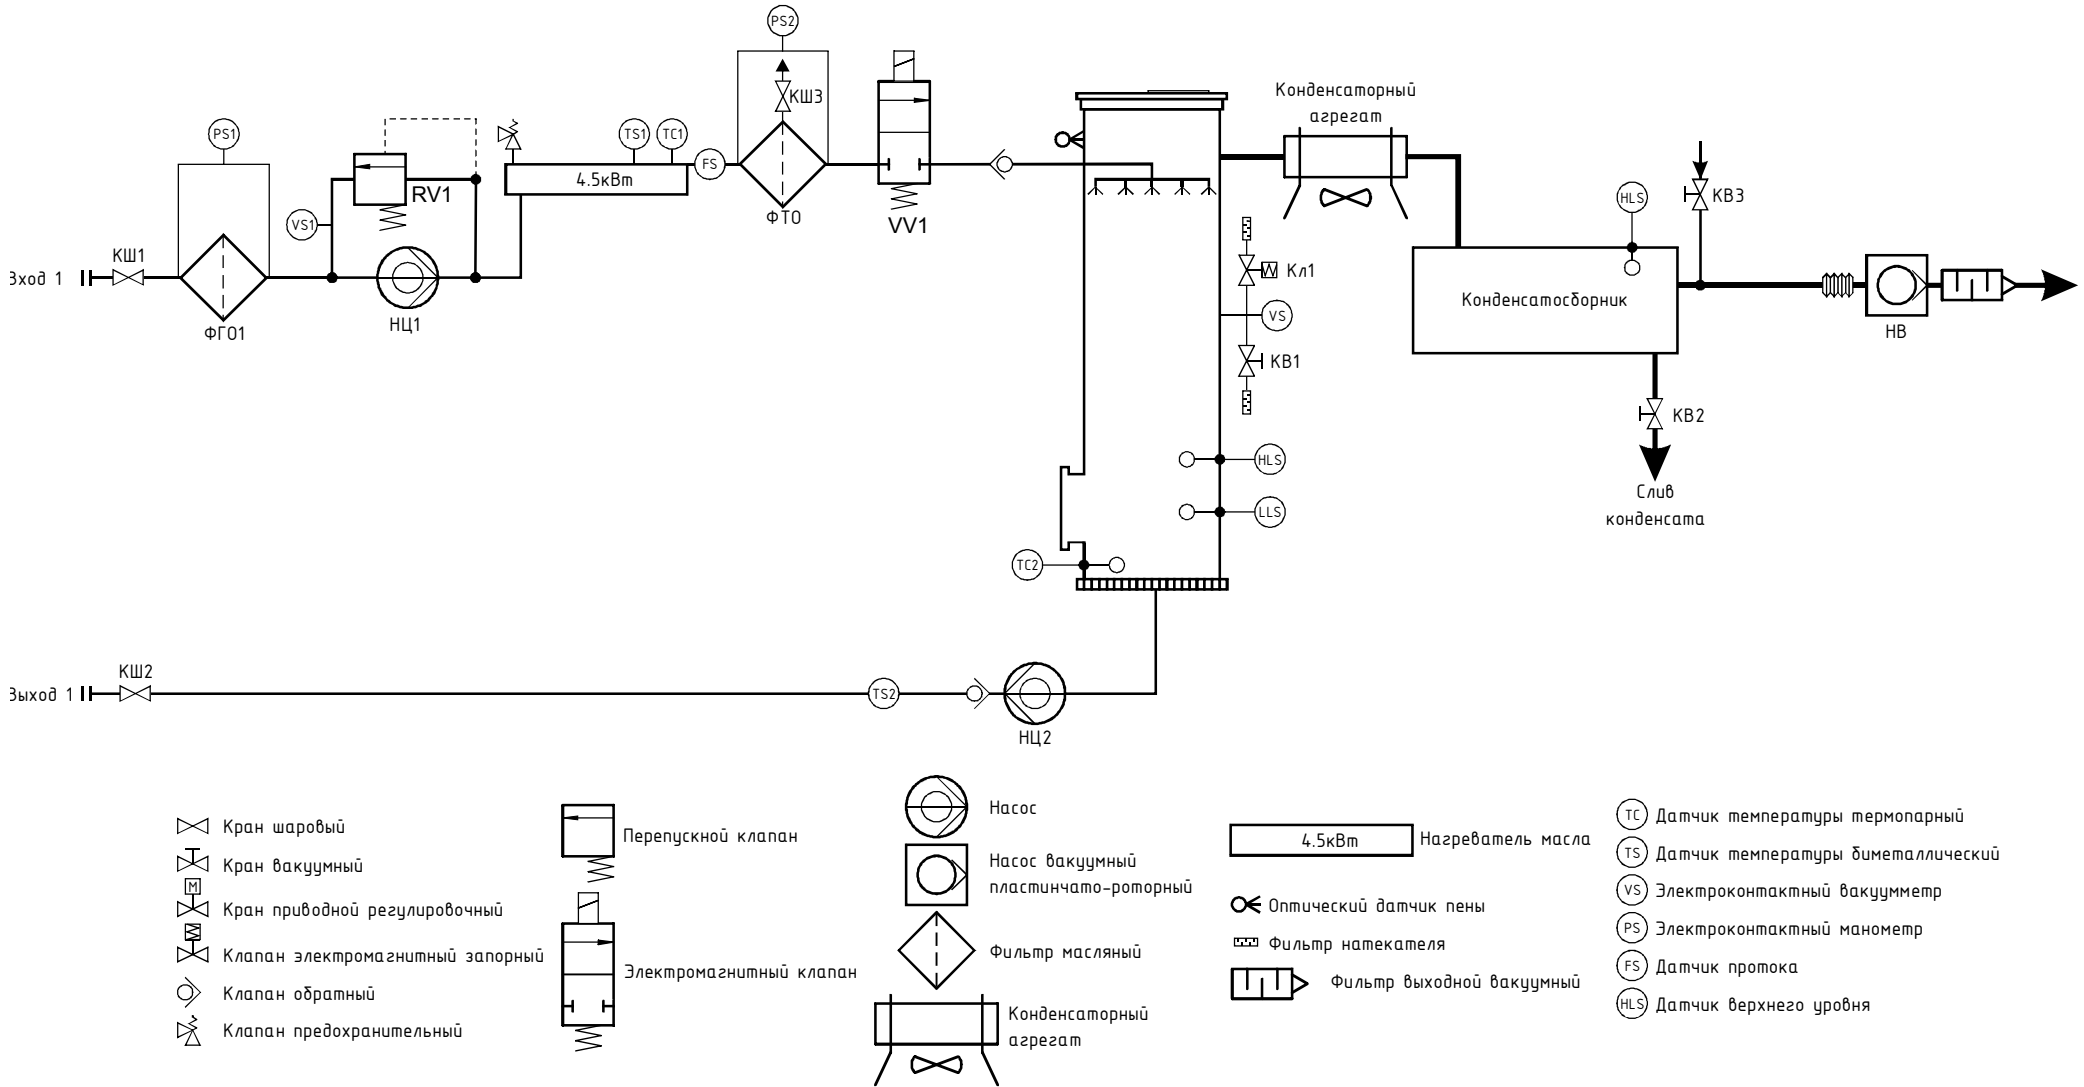 PS2
КШ3
PS1
TS1
TC1
FS
4.5кВт
RV1
VS1
ФТО
VV1
КШ1
Вход 1
ФГО1
НЦ1
Конденсаторный
агрегат
HLS
КВ3
Кл1
VS
КВ1
Конденсатосборник
НВ
КВ2
HLS
LLS
Слив
конденсата
TC2
КШ2
Выход 1
TS2
НЦ2
Кран шаровый
Кран вакуумный
M
Кран приводной регулировочный
Клапан электромагнитный запорный
Клапан обратный
Клапан предохранительный
Перепускной клапан
Электромагнитный клапан
Насос
Насос вакуумный
пластинчато-роторный
Фильтр масляный
Конденсаторный
агрегат
4.5кВт
Нагреватель масла
Оптический датчик пены
Фильтр натекателя
Фильтр выходной вакуумный
TC
Датчик температуры термопарный
TS
Датчик температуры биметаллический
VS
Электроконтактный вакуумметр
PS
Электроконтактный манометр
FS
Датчик протока
HLS
Датчик верхнего уровня